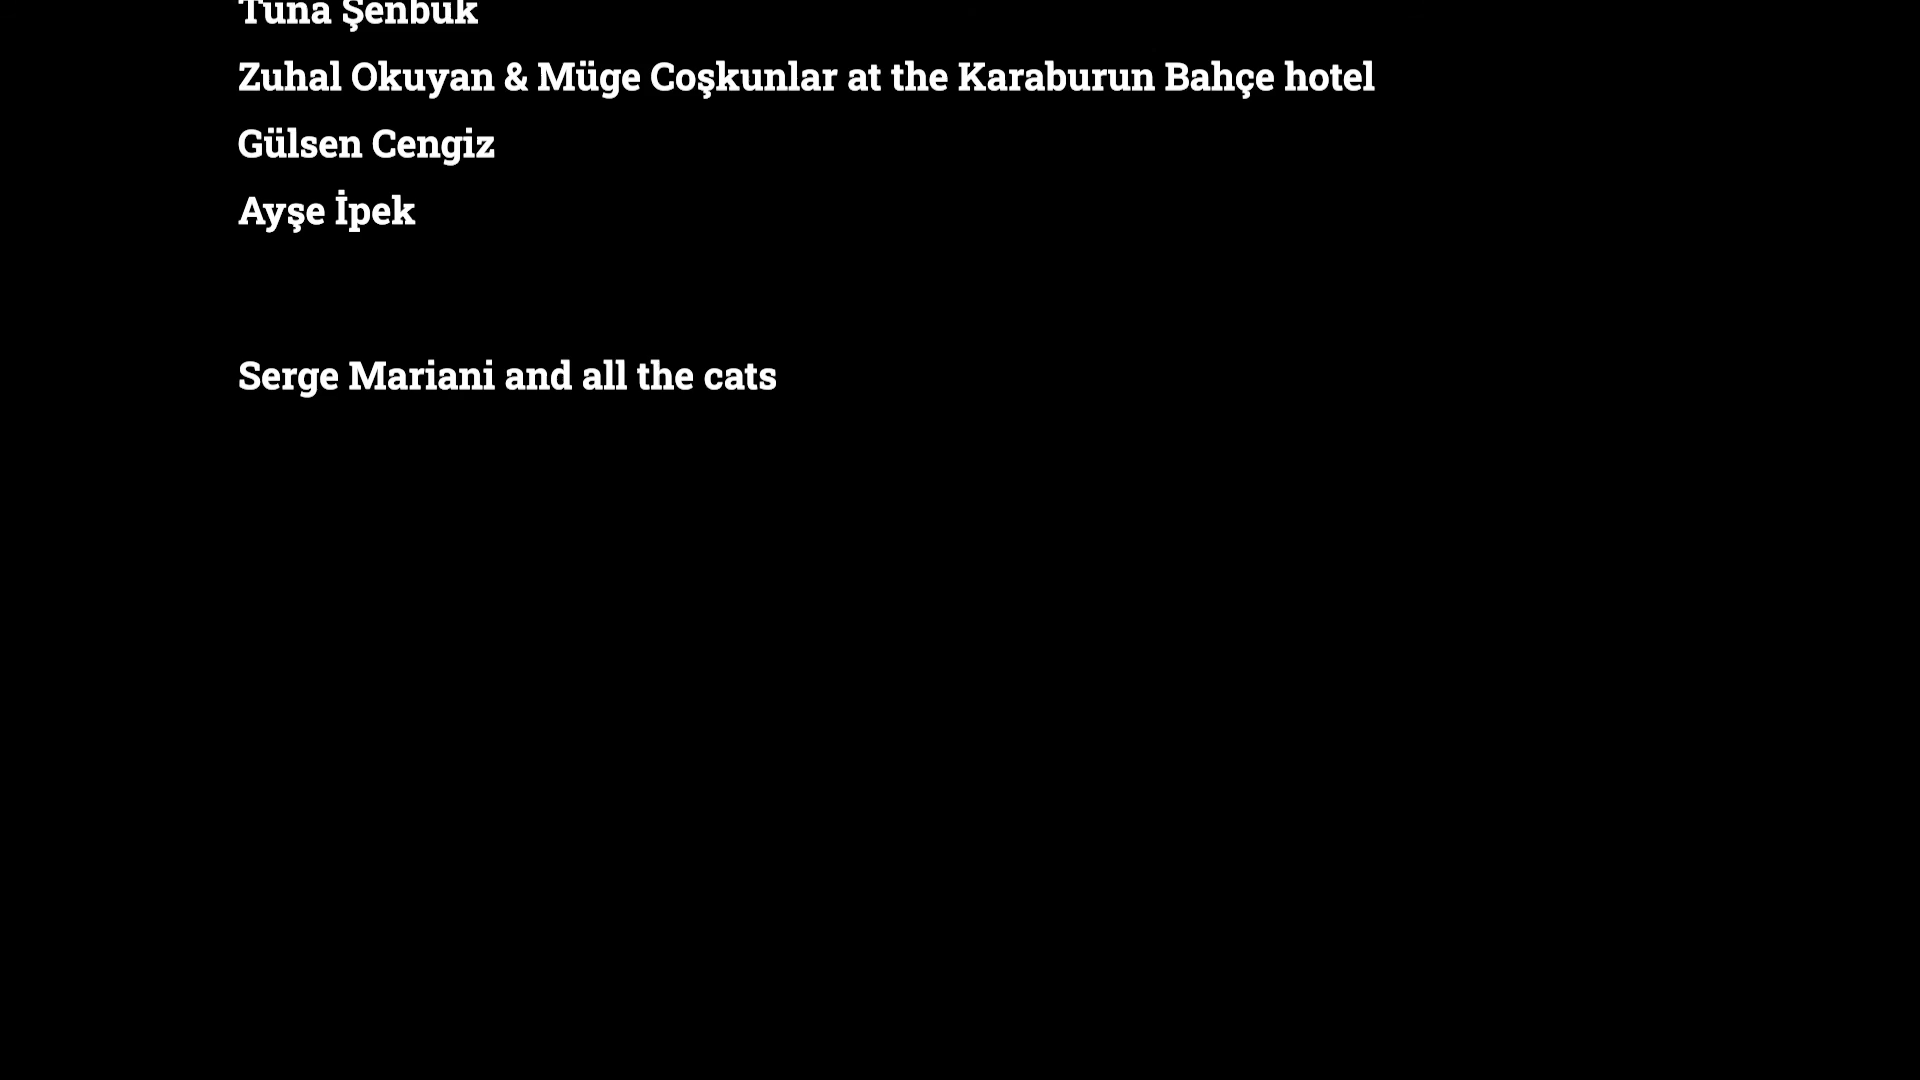 Tuna Şenbük
Zuhal Okuyan & Müge Coşkunlar at the Karaburun Bahçe hotel
Gülsen Cengiz
Ayşe İpek
Serge Mariani and all the cats